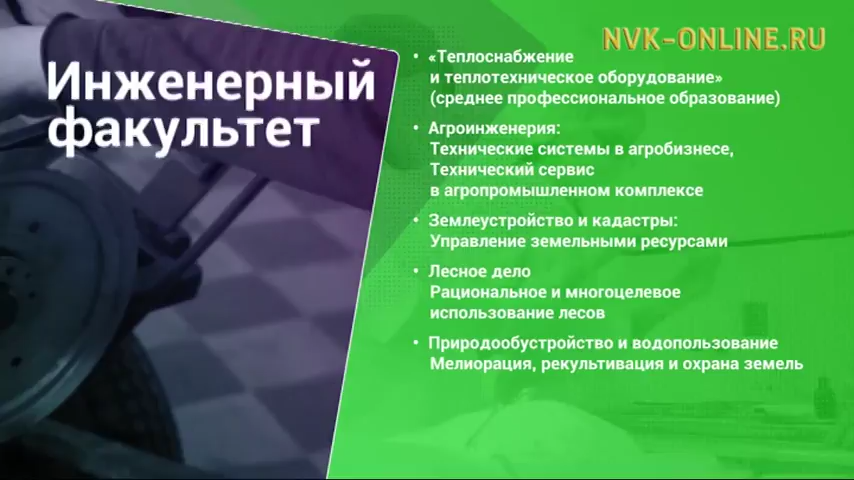 NVK-ONLINE.RU
Инженерный
факультет
• «Теплоснабжение
и теплотехническое оборудование»
(среднее профессиональное образование)
• Агроинженерия:
Технические системы в агробизнесе,
Технический сервис
в агропромышленном комплексе
• Землеустройство и кадастры:
Управление земельными ресурсами
• Лесное дело
Рациональное и многоцелевое
использование лесов
• Природообустройство и водопользование
Мелиорация, рекультивация и охрана земель